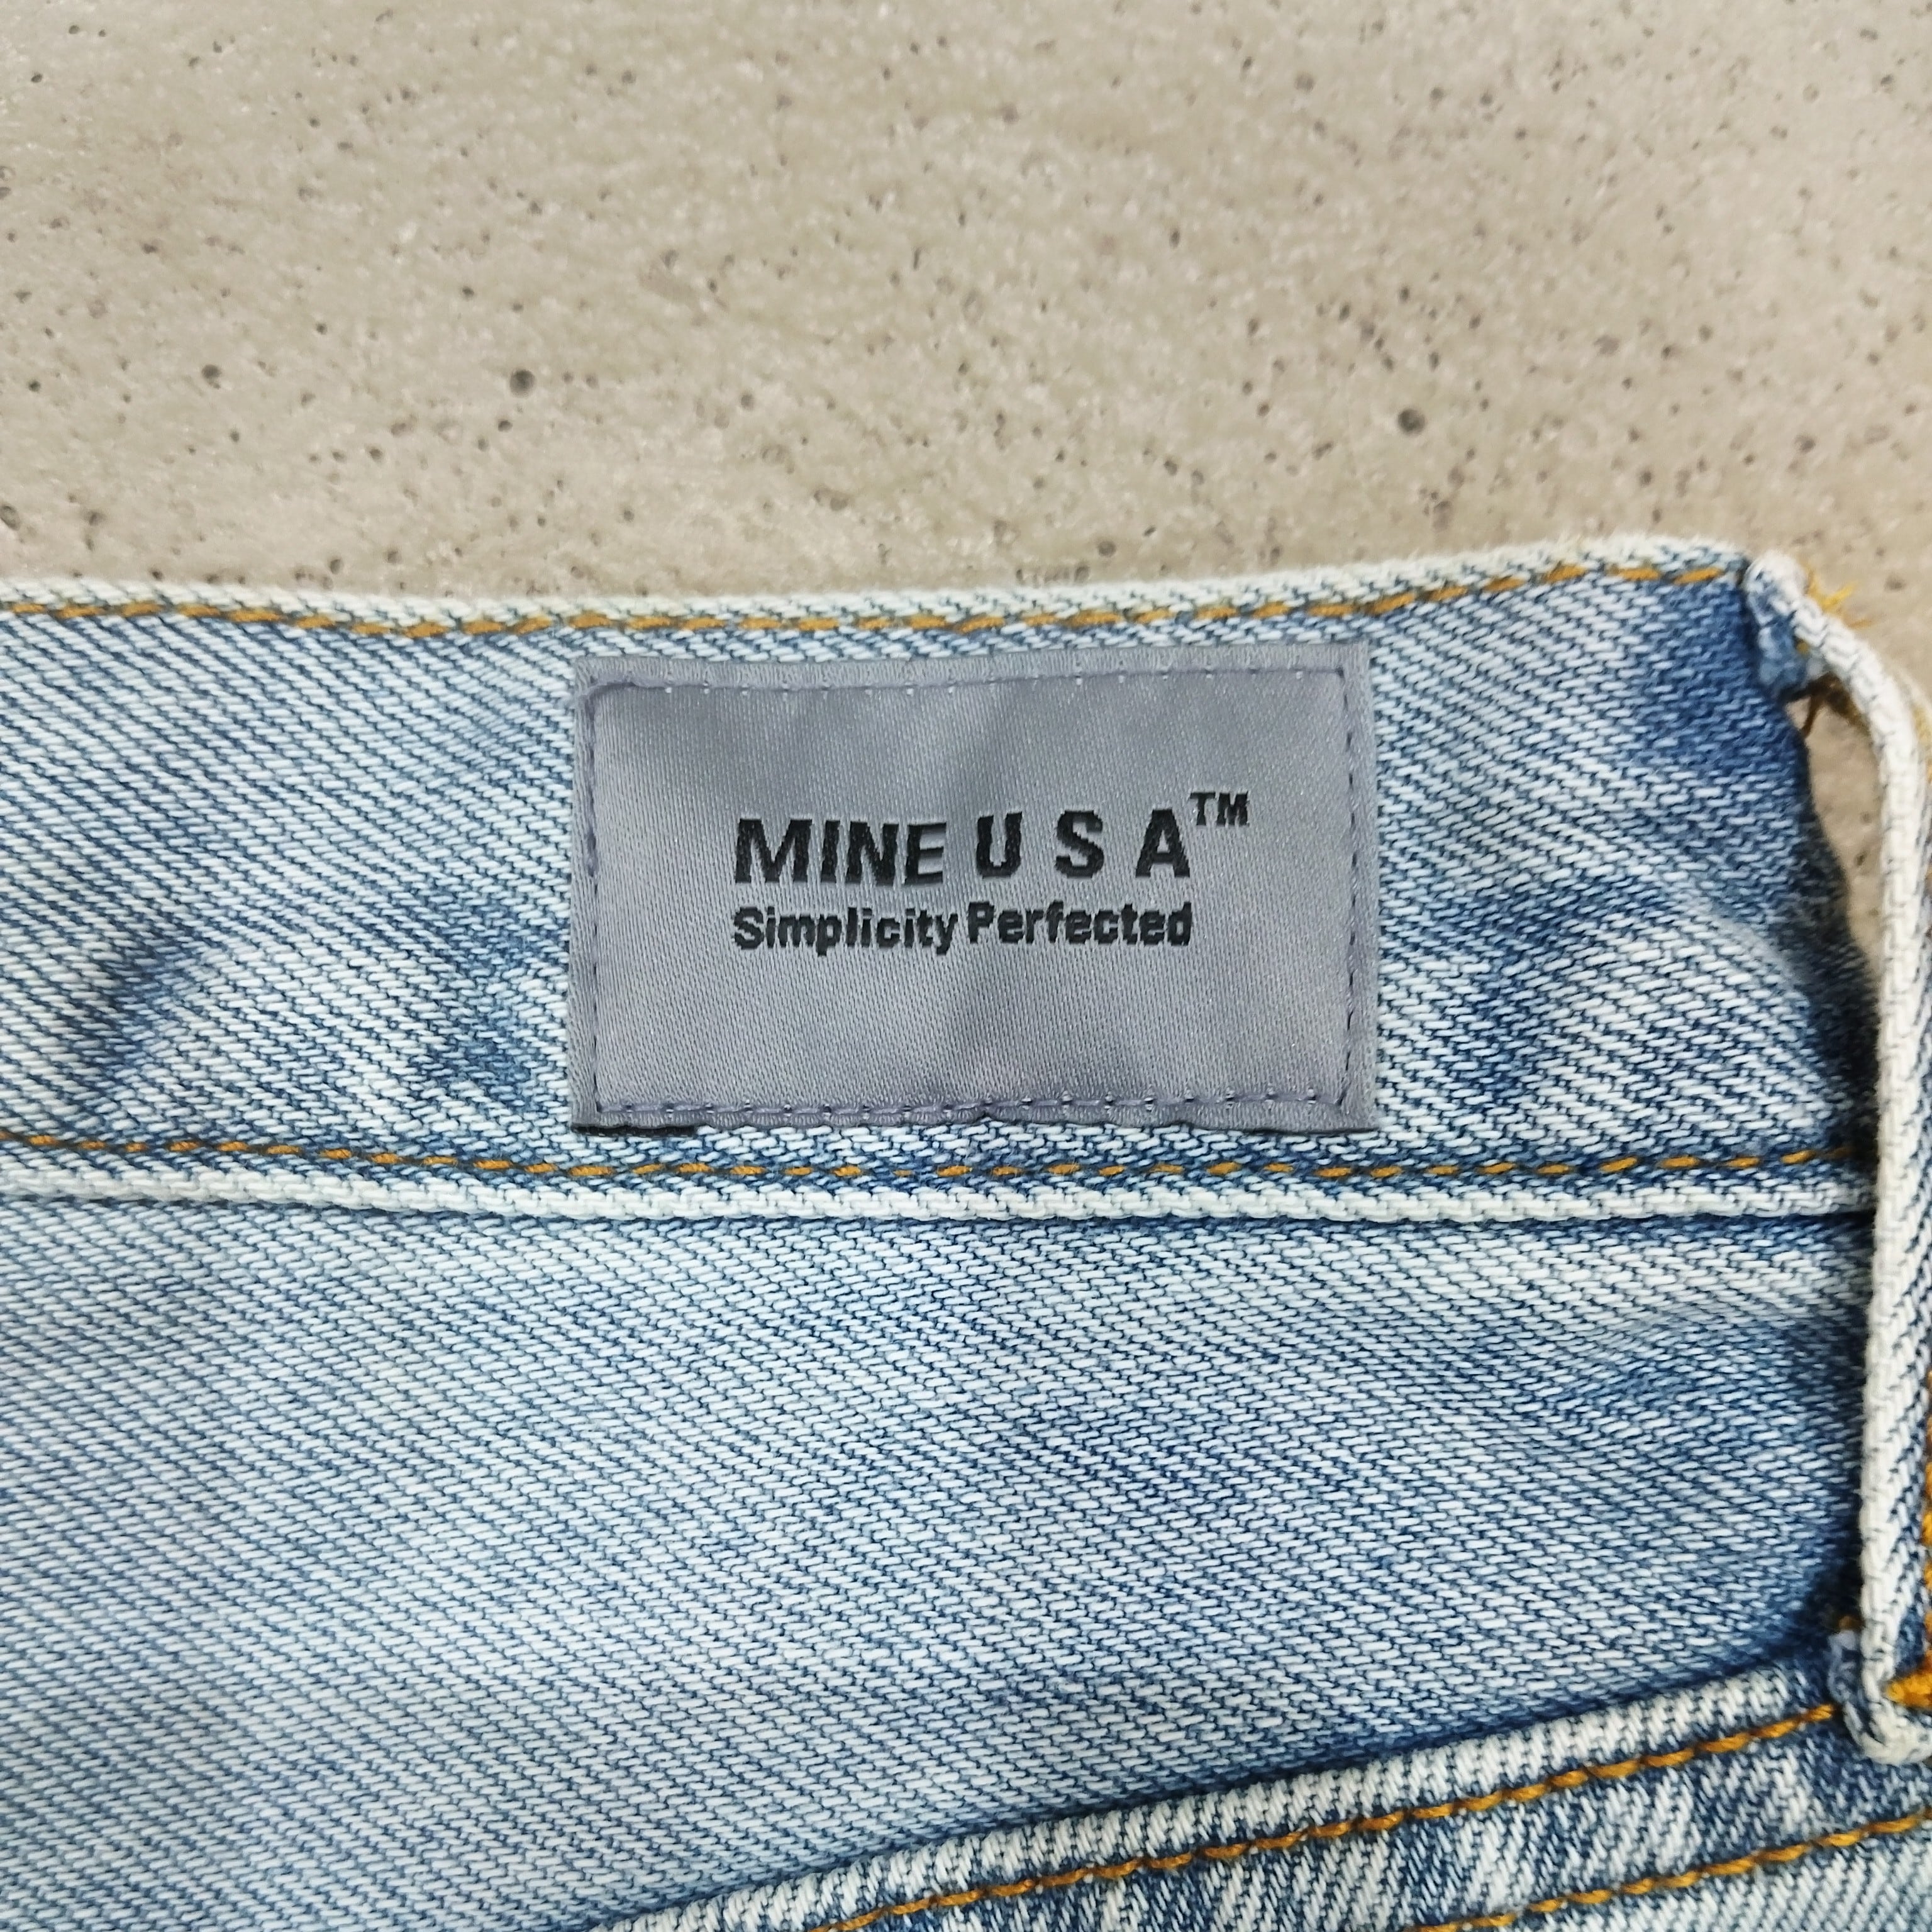 MINE U S A™
Simplicity Perfected